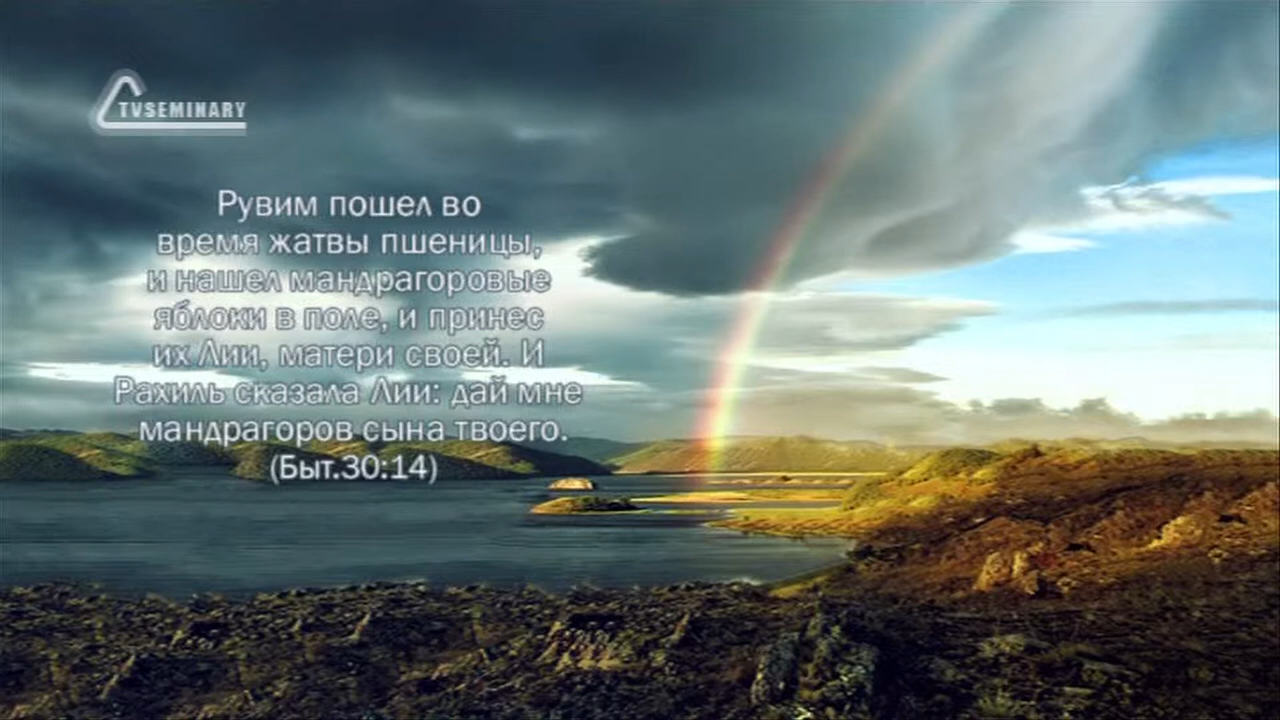 TVSEMINARY
Рувим пошел во
время жатвы пшеницы,
и нашел мандрагоровые
яблоки в поле, и принес
их Лии, матери своей. И
Рахиль сказала Лии: дай мне
мандрагоров сына твоего.
(Быт.30:14)